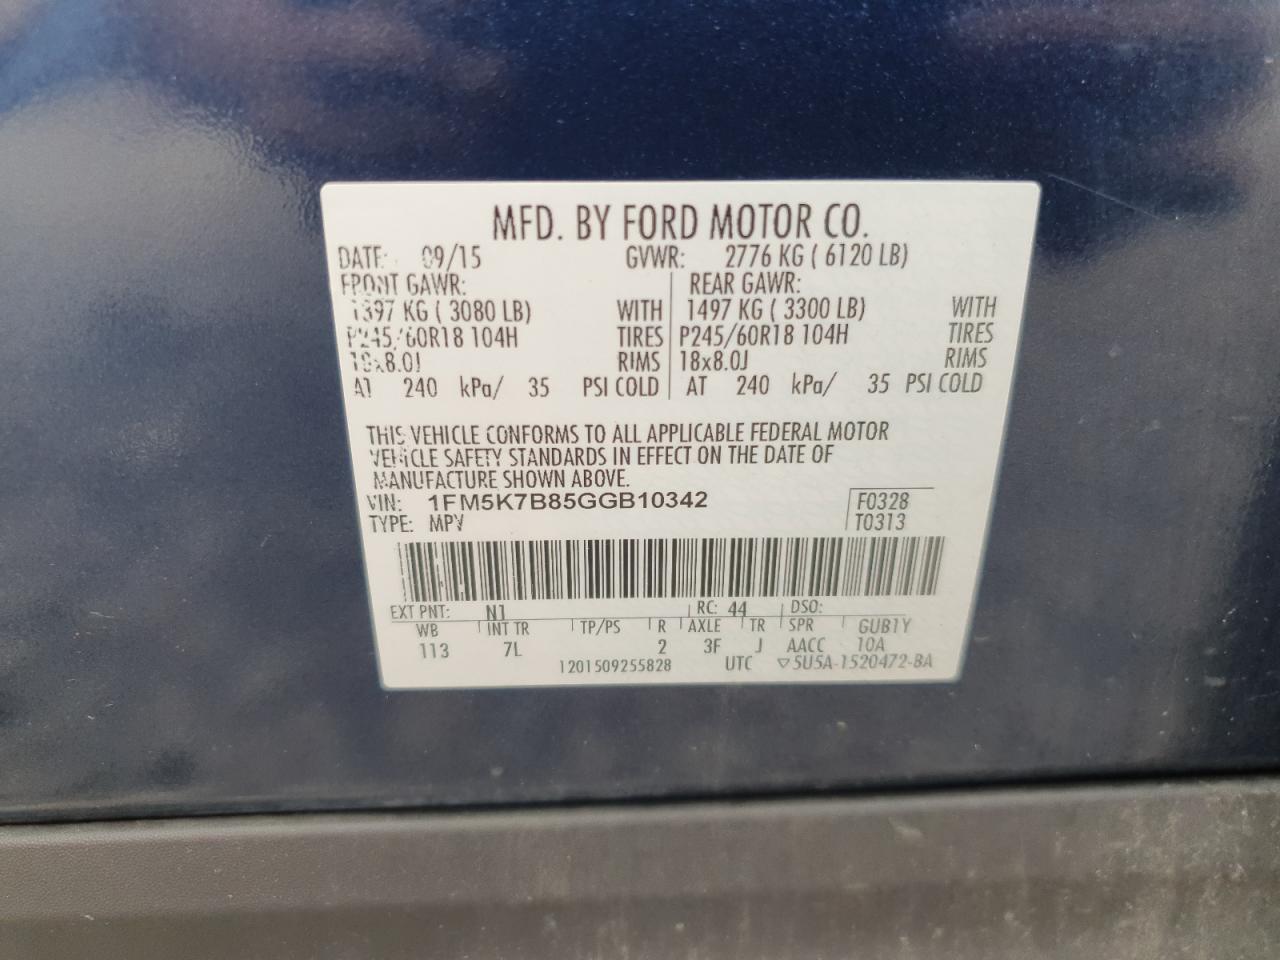 MFD. BY FORD MOTOR CO.
DATE: 09/15 GVWR: 2776 KG ( 6120 LB)
FRONT GAWR: REAR GAWR:
1397 KG ( 3080 LB) WITH 1497 KG ( 3300 LB) WITH
P245/60R18 104H TIRES P245/60R18 104H TIRES
18x8.0J RIMS 18x8.0J RIMS
AT 240 kPa/ 35 PSI COLD AT 240 kPa/ 35 PSI COLD
THIS VEHICLE CONFORMS TO ALL APPLICABLE FEDERAL MOTOR
VEHICLE SAFETY STANDARDS IN EFFECT ON THE DATE OF
MANUFACTURE SHOWN ABOVE.
VIN: 1FM5K7B85GGB10342 F0328
TYPE: MPV T0313
EXT PNT: N1 RC: 44 DSO:
WB INT TR TP/PS R AXLE TR SPR GUB1Y
113 7L 2 3F J AACC 10A
1201509255828 UTC ▽5U5A-1520472-BA